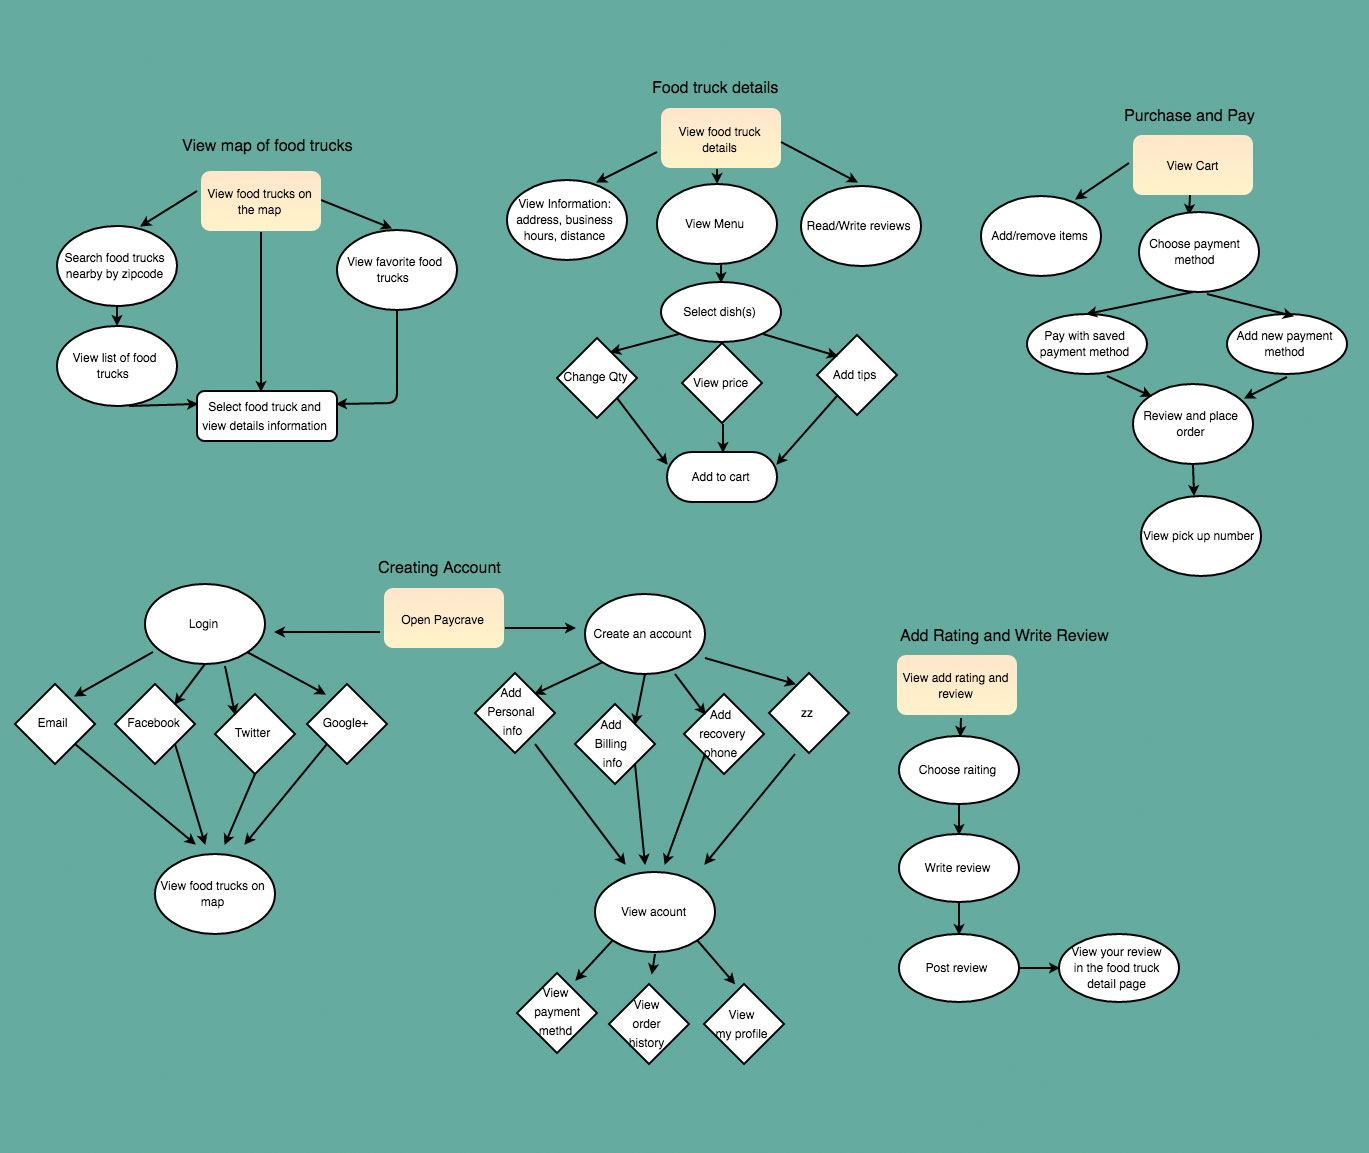 View map of food trucks
View food trucks on
the map
Search food trucks
nearby by zipcode
View favorite food
trucks
View list of food
trucks
Select food truck and
view details information
Food truck details
View food truck
details
View Information:
address, business
hours, distance
View Menu
Read/Write reviews
Select dish(s)
Change Qty
View price
Add tips
Add to cart
Purchase and Pay
View Cart
Add/remove items
Choose payment
method
Pay with saved
payment method
Add new payment
method
Review and place
order
View pick up number
Creating Account
Open Paycrave
Login
Email
Facebook
Twitter
Google+
View food trucks on
map
Create an account
Add
Personal
info
Add
Billing
info
Add
recovery
phone
zz
View acount
View
payment
methd
View
order
history
View
my profile
Add Rating and Write Review
View add rating and
review
Choose raiting
Write review
Post review
View your review
in the food truck
detail page